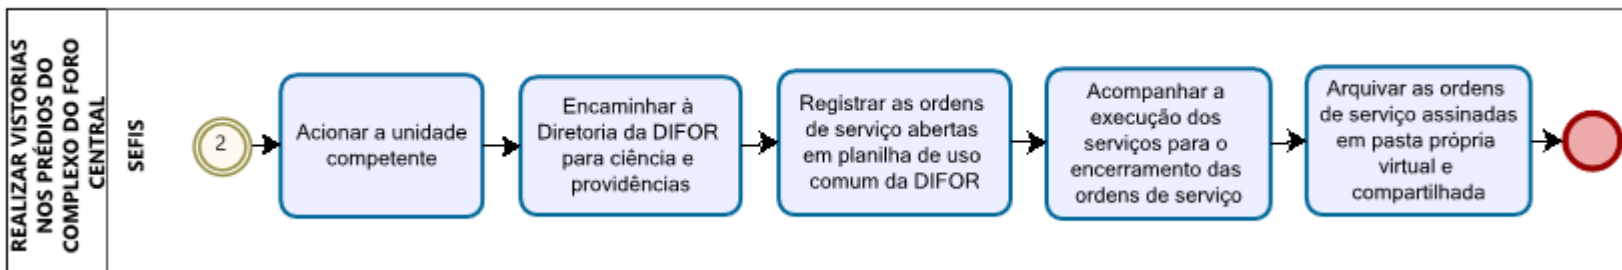 REALIZAR VISTORIAS
NOS PRÉDIOS DO
COMPLEXO DO FORO
CENTRAL
SEFIS
2
Acionar a unidade
competente
Encaminhar à
Diretoria da DIFOR
para ciência e
providências
Registrar as ordens
de serviço abertas
em planilha de uso
comum da DIFOR
Acompanhar a
execução dos
serviços para o
encerramento das
ordens de serviço
Arquivar as ordens
de serviço assinadas
em pasta própria
virtual e
compartilhada